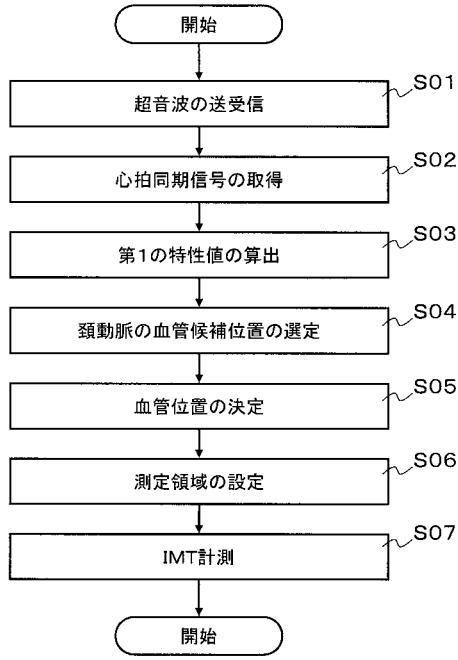 開始
超音波の送受信
S01
心拍同期信号の取得
S02
第1の特性値の算出
S03
頚動脈の血管候補位置の選定
S04
血管位置の決定
S05
測定領域の設定
S06
IMT計測
S07
開始